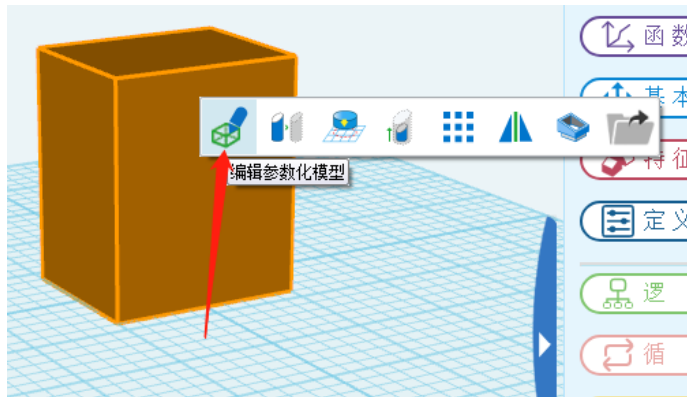 函 数
基 本
编辑参数化模型
特 征
定 义
逻
循